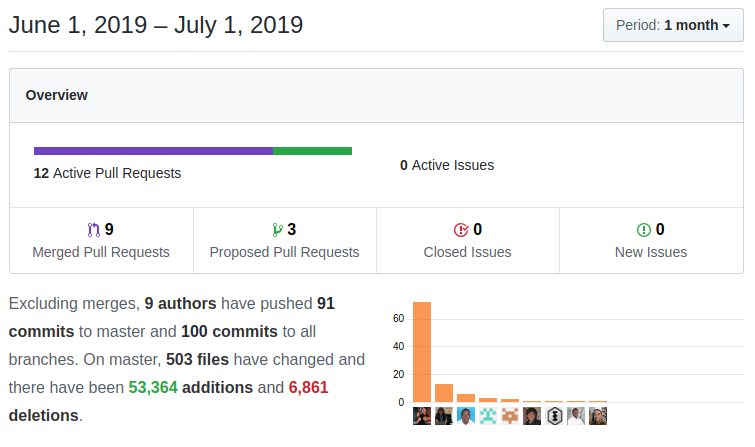 June 1, 2019 – July 1, 2019
Period: 1 month
Overview
12 Active Pull Requests
0 Active Issues
9
Merged Pull Requests
3
Proposed Pull Requests
0
Closed Issues
0
New Issues
Excluding merges, 9 authors have pushed 91
commits to master and 100 commits to all
branches. On master, 503 files have changed and
there have been 53,364 additions and 6,861
deletions.
60
40
20
0